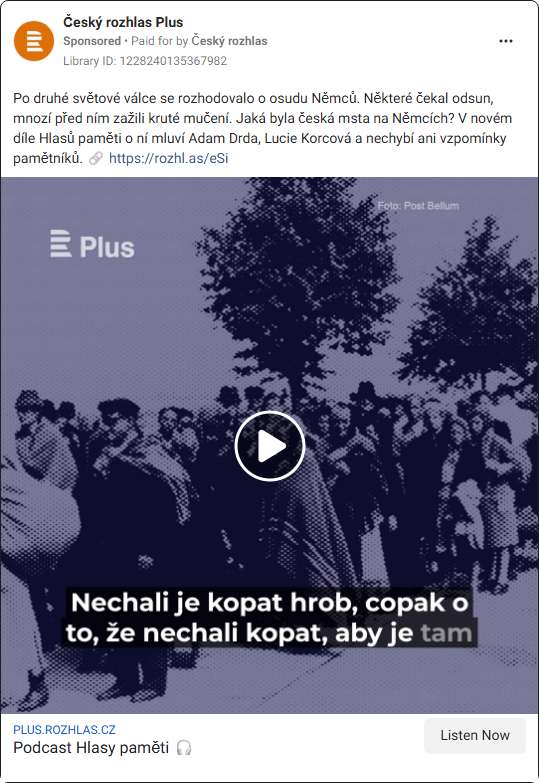 Český rozhlas Plus
Sponsored • Paid for by Český rozhlas
Library ID: 1228240135367982
Po druhé světové válce se rozhodovalo o osudu Němců. Některé čekal odsun,
mnozí před ním zažili kruté mučení. Jaká byla česká msta na Němcích? V novém
díle Hlasů paměti o ní mluví Adam Drda, Lucie Korcová a nechybí ani vzpomínky
pamětníků. 🔗 https://rozhl.as/eSi
Foto: Post Bellum
Plus
Nechali je kopat hrob, copak o
to, že nechali kopat, aby je tam
PLUS.ROZHLAS.CZ
Podcast Hlasy paměti 🎧
Listen Now